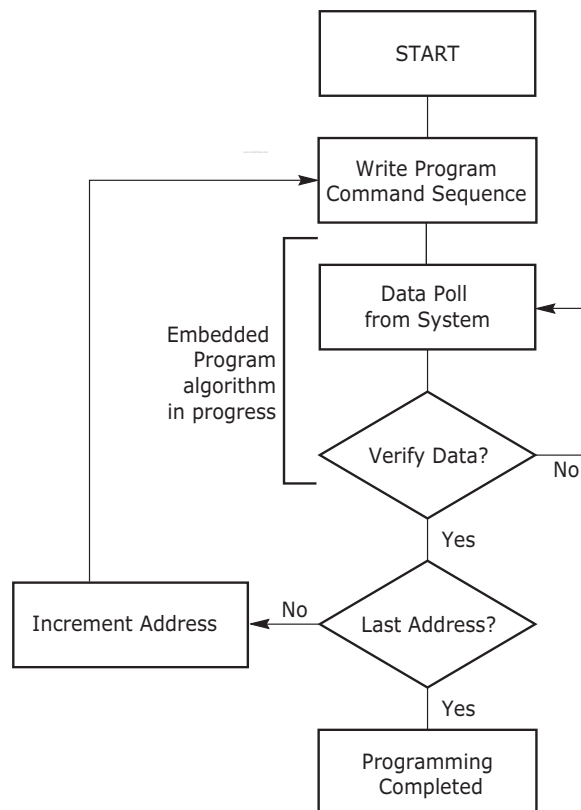 START
Write Program
Command Sequence
Data Poll
from System
Embedded
Program
algorithm
in progress
Verify Data?
No
Yes
Last Address?
No
Increment Address
Yes
Programming
Completed